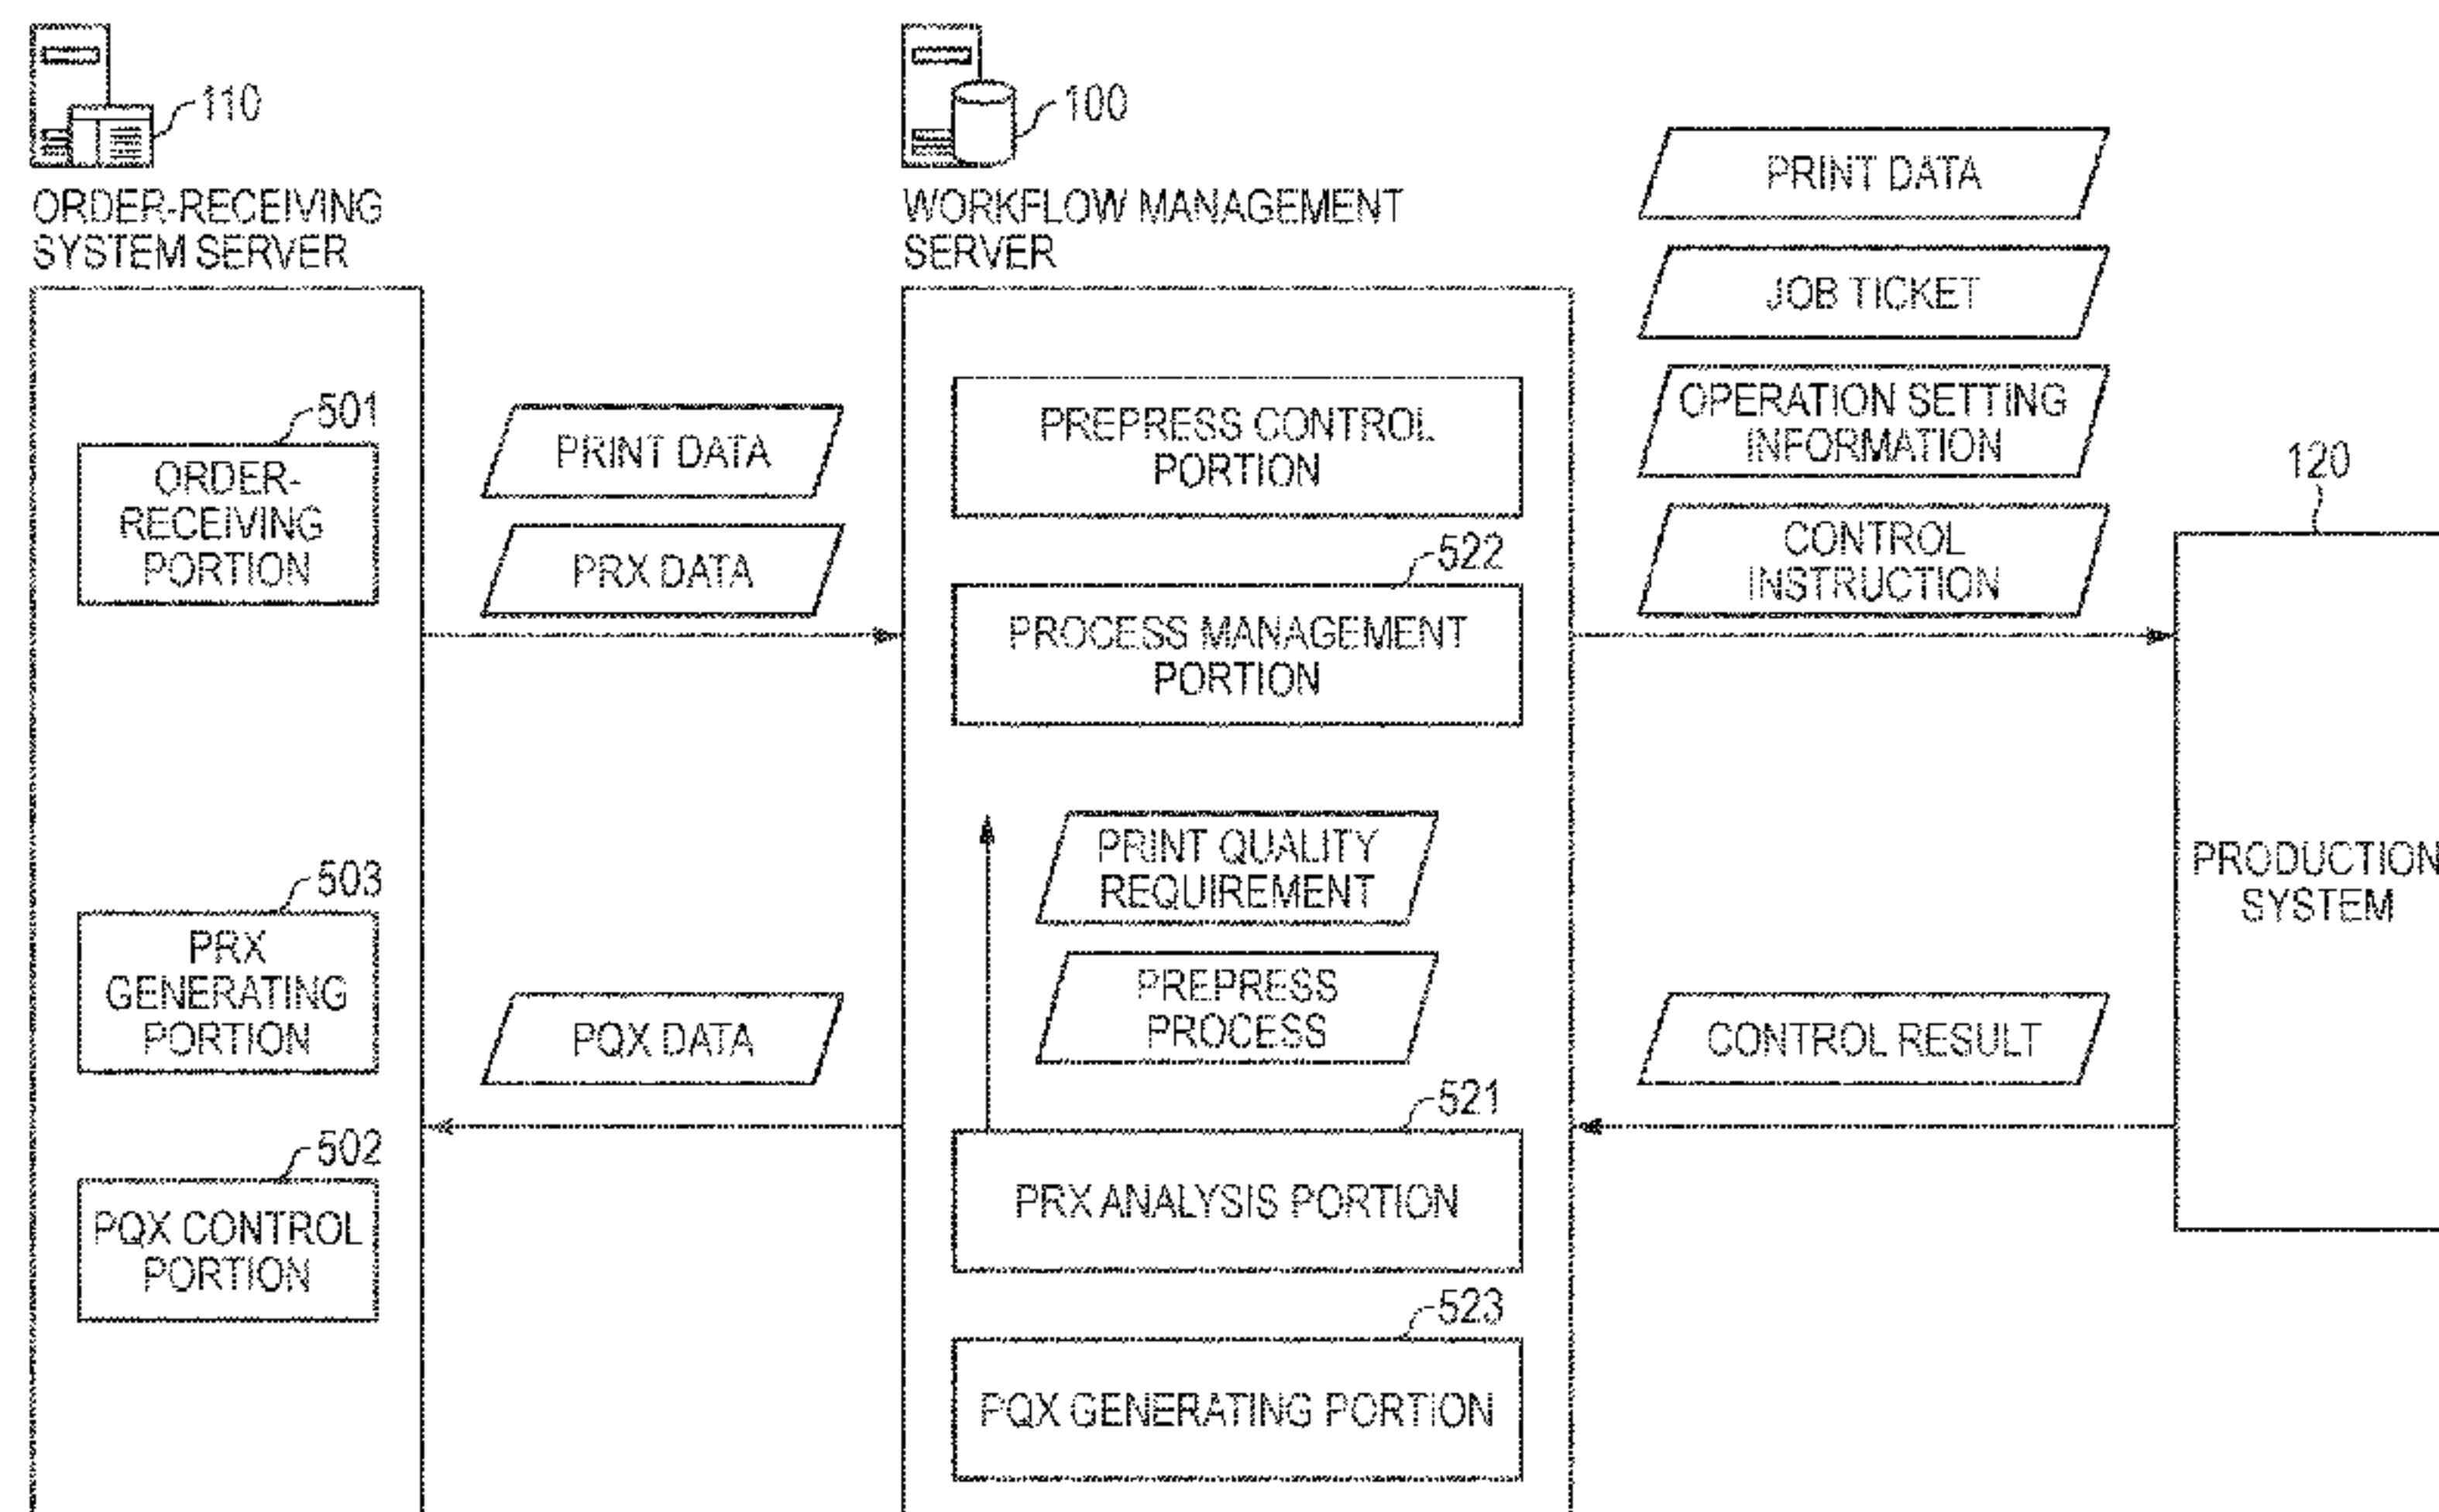 110
ORDER-RECEIVING
SYSTEM SERVER
501
ORDER-
RECEIVING
PORTION
503
PRX
GENERATING
PORTION
502
PQX CONTROL
PORTION
PRINT DATA
PRX DATA
PQX DATA
100
WORKFLOW MANAGEMENT
SERVER
PREPRESS CONTROL
PORTION
522
PROCESS MANAGEMENT
PORTION
PRINT QUALITY
REQUIREMENT
PREPRESS
PROCESS
521
PRX ANALYSIS PORTION
523
PQX GENERATING PORTION
PRINT DATA
JOB TICKET
OPERATION SETTING
INFORMATION
CONTROL
INSTRUCTION
CONTROL RESULT
120
PRODUCTION
SYSTEM